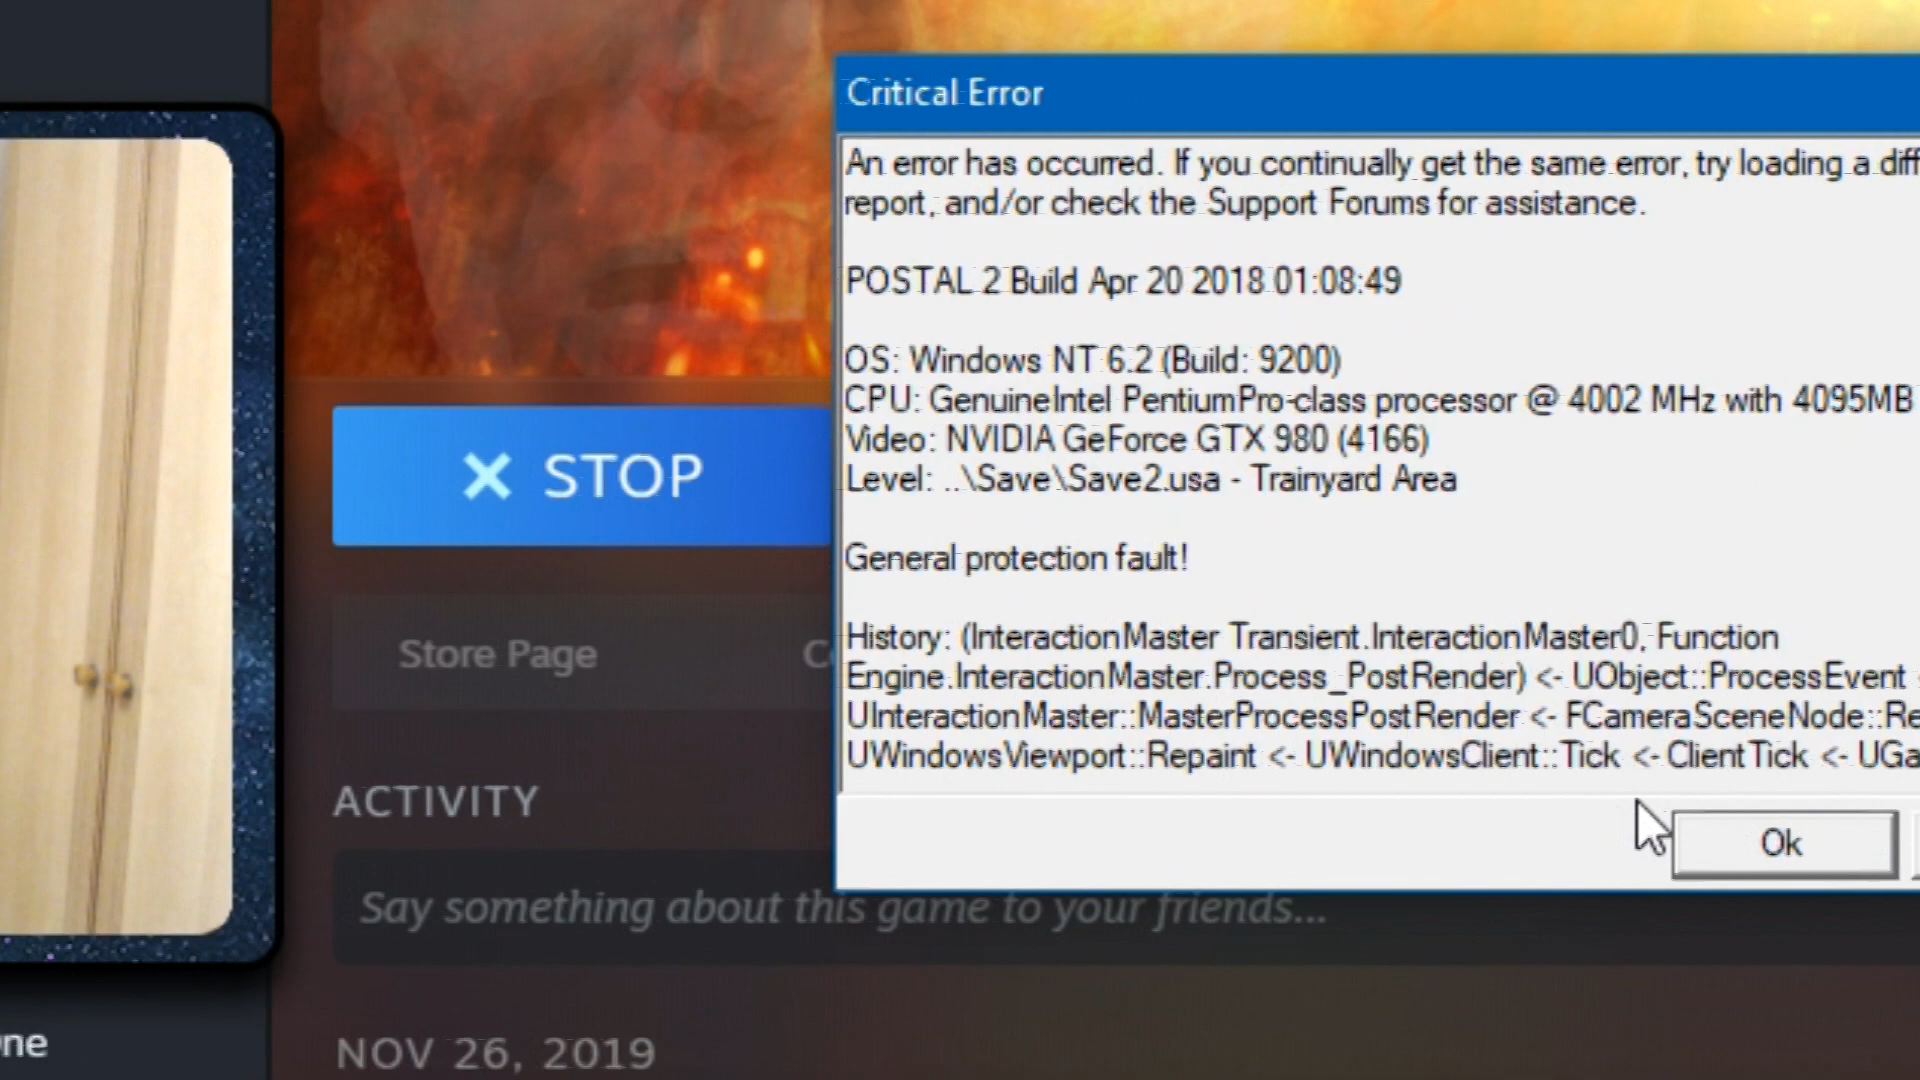 Critical Error
An error has occurred. If you continually get the same error, try loading a diff
report, and/or check the Support Forums for assistance.
POSTAL 2 Build Apr 20 2018 01:08:49
OS: Windows NT 6.2 (Build: 9200)
CPU: GenuineIntel PentiumPro-class processor @ 4002 MHz with 4095MB
Video: NVIDIA GeForce GTX 980 (4166)
Level: ..\Save\Save2.usa - Trainyard Area
General protection fault!
History: (InteractionMaster Transient.InteractionMaster0, Function
Engine.InteractionMaster.Process_PostRender) <- UObject::ProcessEvent
UInteractionMaster::MasterProcessPostRender <- FCameraSceneNode::Re
UWindowsViewport::Repaint <- UWindowsClient::Tick <- ClientTick <- UGa
Ok
STOP
Store Page
ACTIVITY
Say something about this game to your friends...
NOV 26, 2019